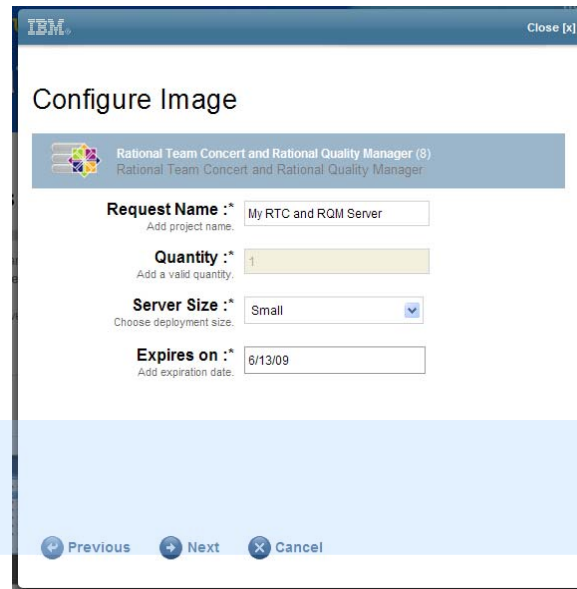 IBM®
Close [x]
Configure Image
Rational Team Concert and Rational Quality Manager (8)
Rational Team Concert and Rational Quality Manager
Request Name :*
My RTC and RQM Server
Add project name.
Quantity :*
1
Add a valid quantity.
Server Size :*
Small
Choose deployment size.
Expires on :*
6/13/09
Add expiration date.
Previous
Next
Cancel